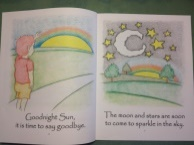 Goodnight Sun,
it is time to say goodbye.
The moon and stars are soon
to come to sparkle in the sky.